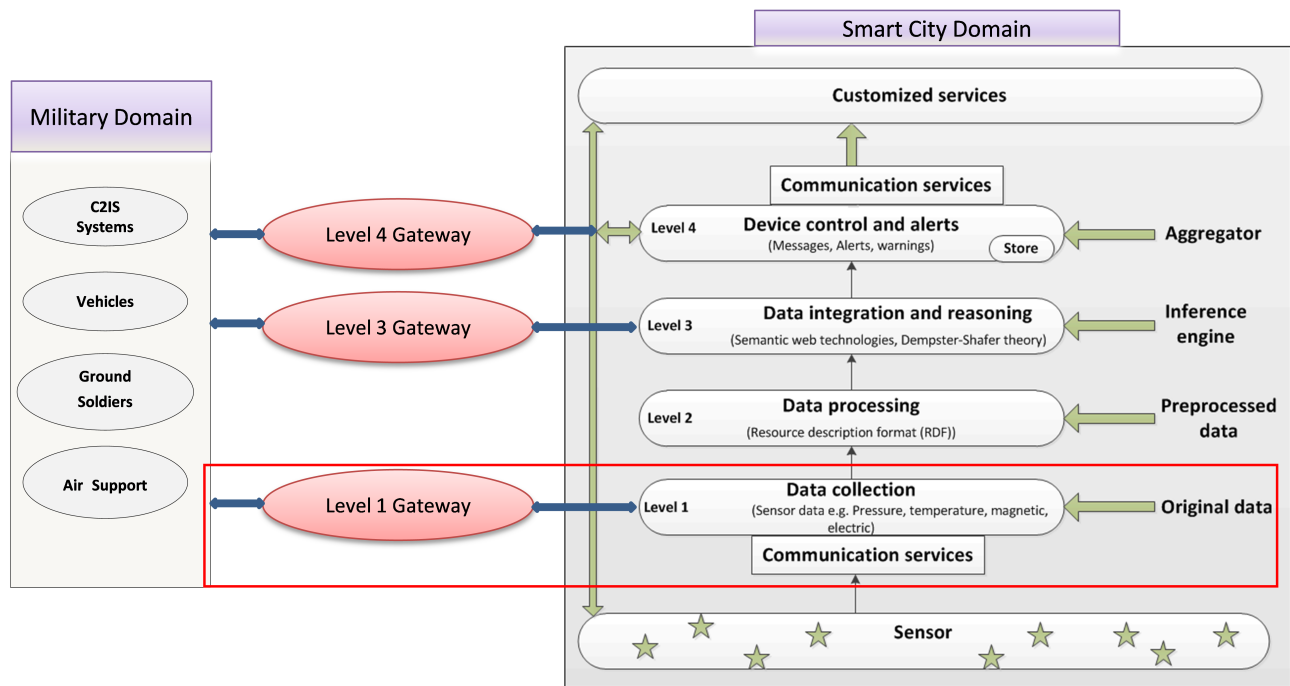 Smart City Domain
Military Domain
Customized services
C2IS
Systems
Vehicles
Ground
Soldiers
Air Support
Level 4 Gateway
Level 3 Gateway
Level 1 Gateway
Communication services
Level 4
Device control and alerts
(Messages, Alerts, warnings)
Store
Aggregator
Level 3
Data integration and reasoning
(Semantic web technologies, Dempster-Shafer theory)
Inference
engine
Level 2
Data processing
(Resource description format (RDF))
Preprocessed
data
Level 1
Data collection
(Sensor data e.g. Pressure, temperature, magnetic,
electric)
Original data
Communication services
Sensor